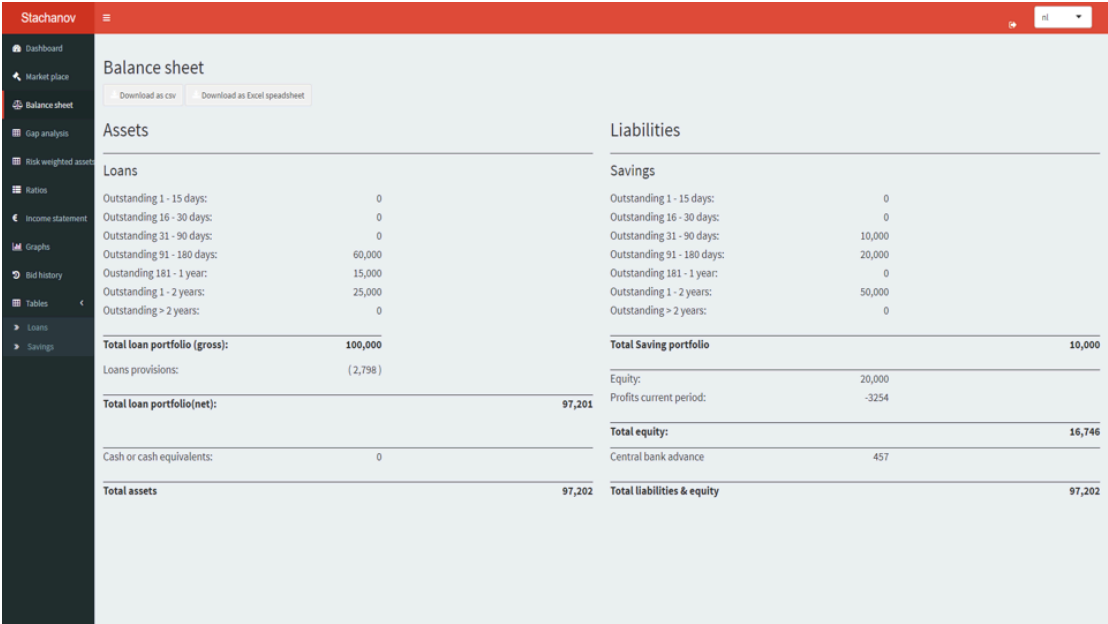 Stachanov
nl
Dashboard
Market place
Balance sheet
Gap analysis
Risk weighted assets
Ratios
Income statement
Graphs
Bid history
Tables
Loans
Savings
Balance sheet
Download as csv Download as Excel speadsheet
Assets
Loans
Outstanding 1 - 15 days: 0
Outstanding 16 - 30 days: 0
Outstanding 31 - 90 days: 0
Outstanding 91 - 180 days: 60,000
Oustanding 181 - 1 year: 15,000
Outstanding 1 - 2 years: 25,000
Outstanding > 2 years: 0
Total loan portfolio (gross): 100,000
Loans provisions: ( 2,798 )
Total loan portfolio(net): 97,201
Cash or cash equivalents: 0
Total assets 97,202
Liabilities
Savings
Outstanding 1 - 15 days: 0
Outstanding 16 - 30 days: 0
Outstanding 31 - 90 days: 10,000
Outstanding 91 - 180 days: 20,000
Outstanding 181 - 1 year: 0
Outstanding 1 - 2 years: 50,000
Outstanding > 2 years: 0
Total Saving portfolio 10,000
Equity: 20,000
Profits current period: -3254
Total equity: 16,746
Central bank advance 457
Total liabilities & equity 97,202